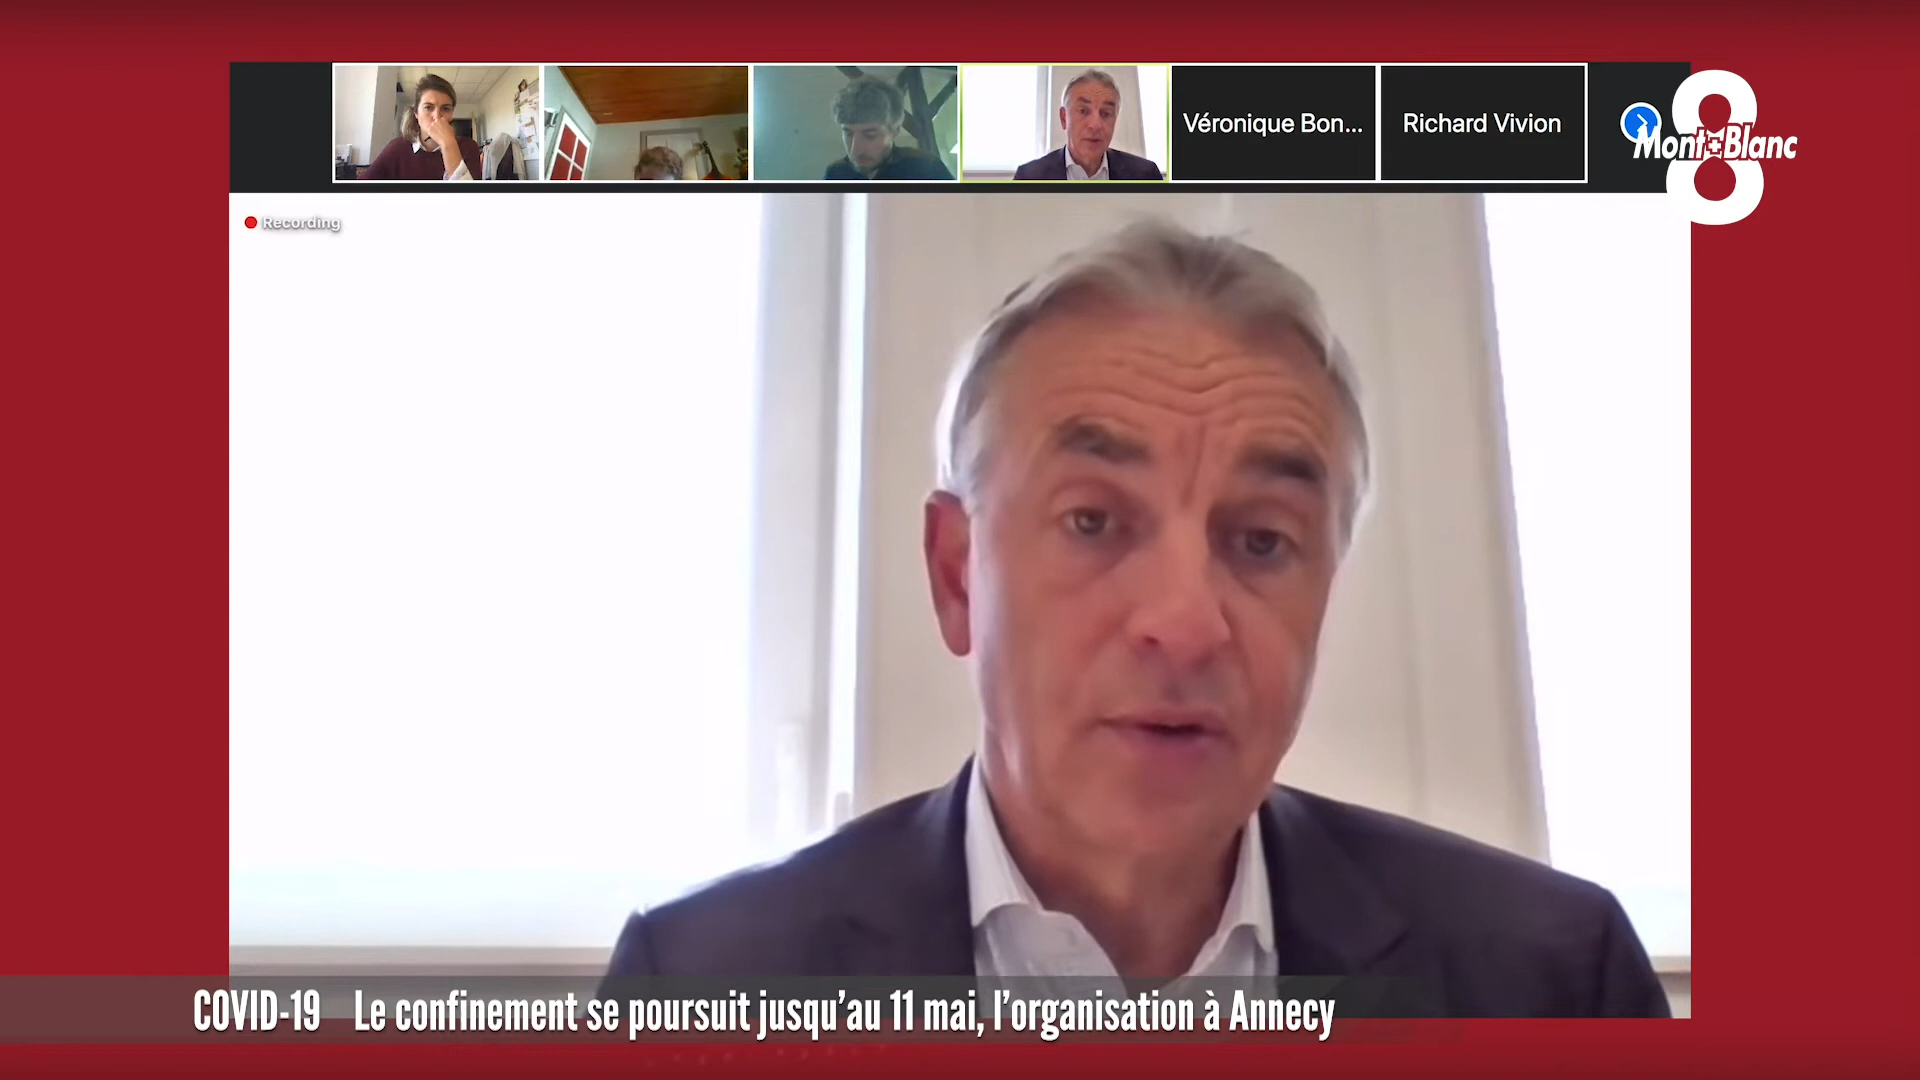 Véronique Bon...
Richard Vivion
8
Mont-Blanc
Recording
COVID-19 Le confinement se poursuit jusqu'au 11 mai, l'organisation à Annecy